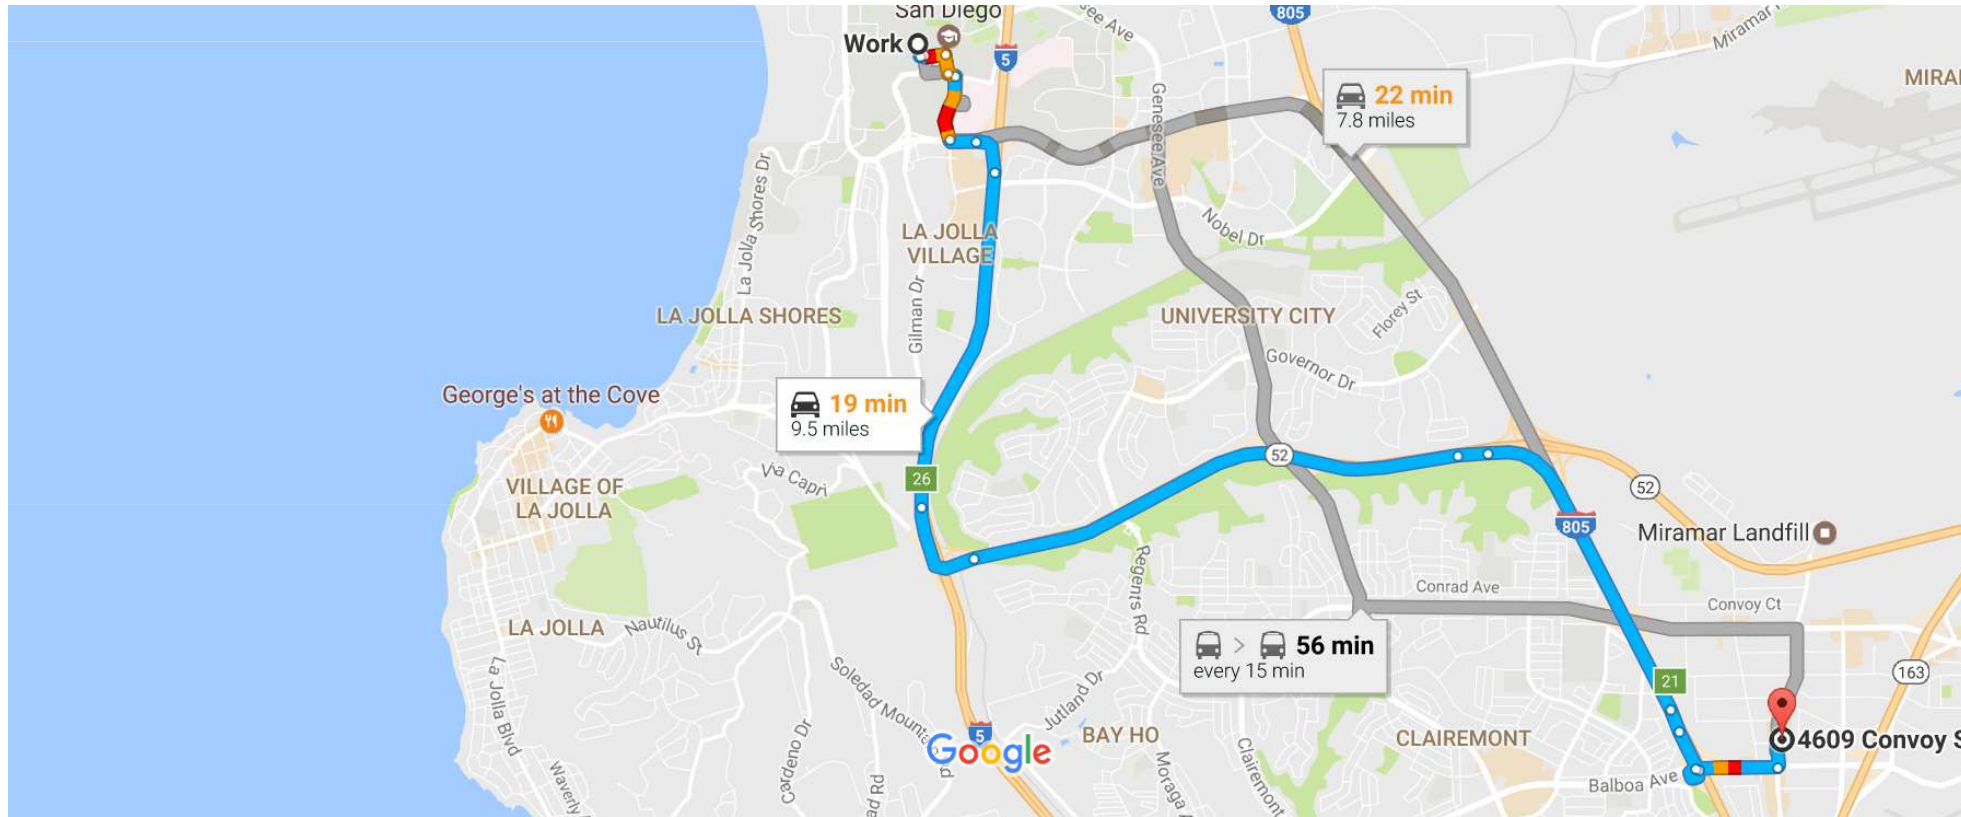 San Diego
805
see Ave
Miramar
Work
5
MIRA
22 min
7.8 miles
Genesee Ave
La Jolla Shores Dr
Nobel Dr
LA JOLLA
VILLAGE
Gilman Dr
LA JOLLA SHORES
UNIVERSITY CITY
Florey St
Governor Dr
George's at the Cove
19 min
9.5 miles
52
26
Via Capri
VILLAGE OF
LA JOLLA
52
805
Miramar Landfill
Regents Rd
Conrad Ave
Convoy Ct
LA JOLLA
Nautilus St
56 min
every 15 min
La Jolla Blvd
Soledad Mount
Jutland Dr
21
163
5
Google
BAY HO
CLAIREMONT
4609 Convoy S
Cardeno Dr
Clairemont
Moraga A
Balboa Ave
Waverly
ad Rd